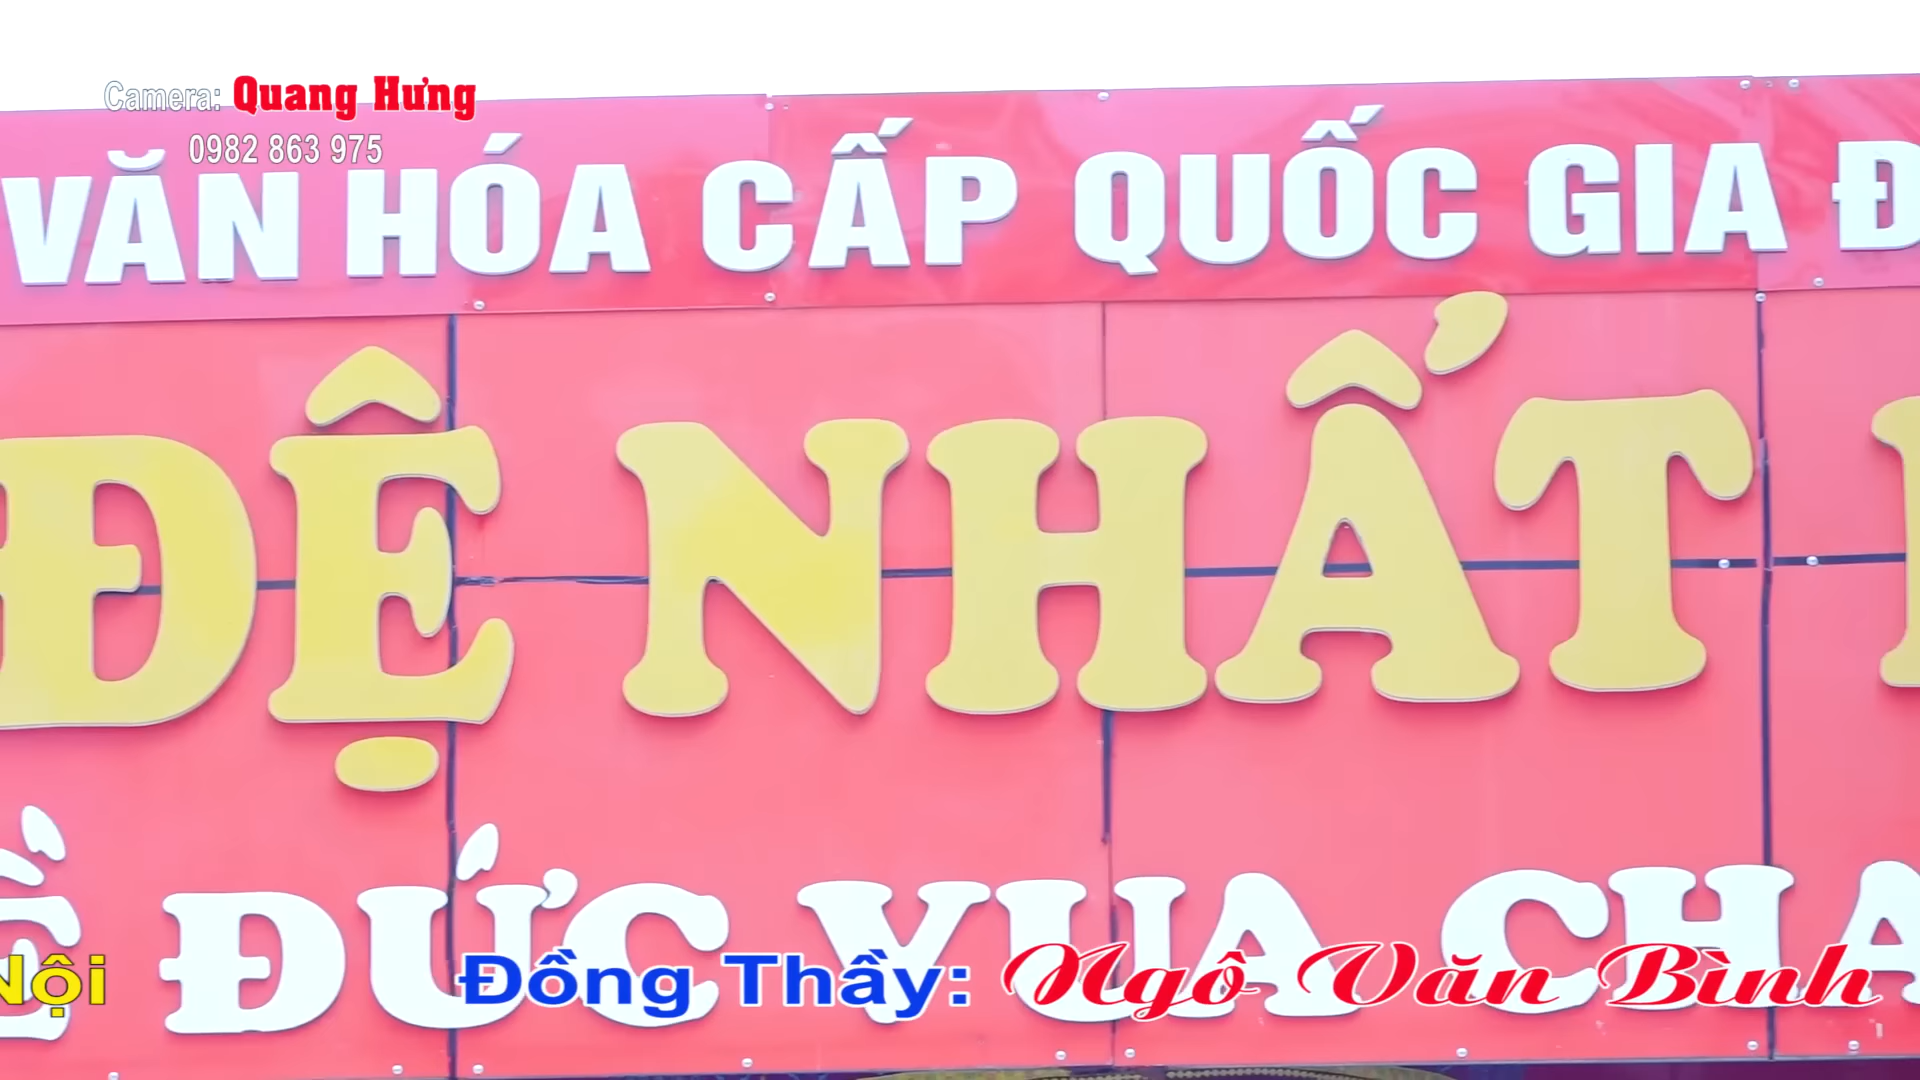 Camera: Quang Hưng
0982 863 975
VĂN HÓA CẤP QUỐC GIA Đ
ĐỆ NHẤT
Ề ĐỨC VUA CHA
Nội Đồng Thầy: Ngô Văn Bình